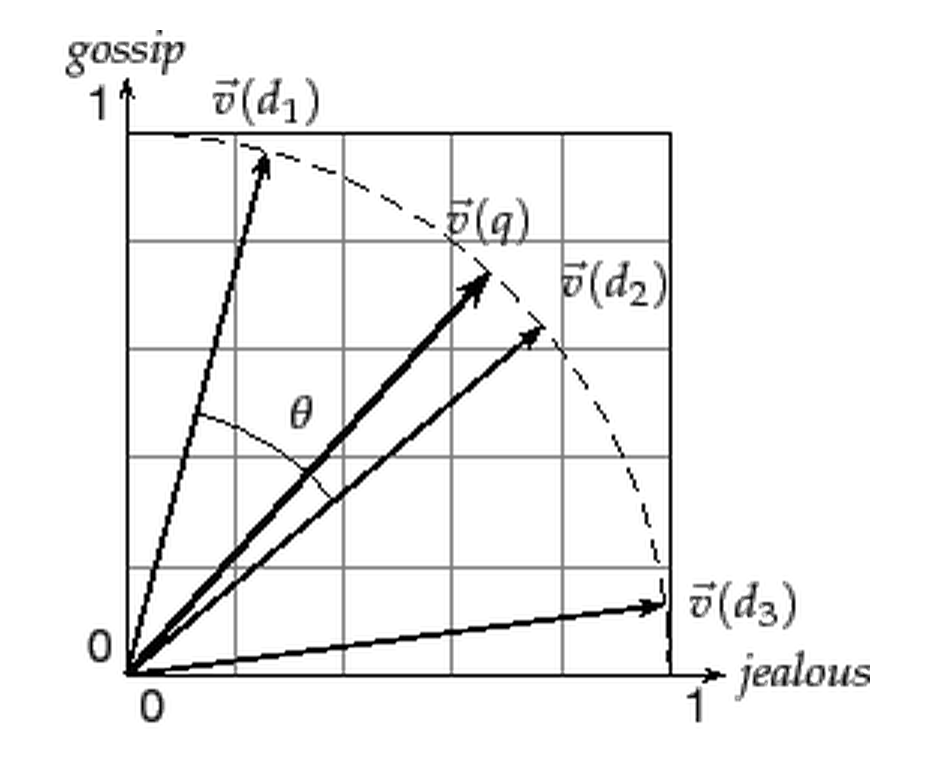 gossip
1
v⃗(d₁)
v⃗(q)
v⃗(d₂)
θ
v⃗(d₃)
0
jealous
0
1